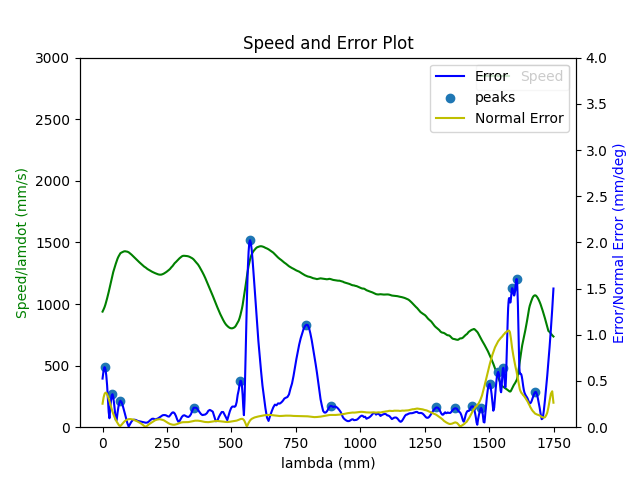 Speed and Error Plot
Error
Speed
peaks
Normal Error
3000
2500
2000
1500
1000
500
0
4.0
3.5
3.0
2.5
2.0
1.5
1.0
0.5
0.0
Speed/lamdot (mm/s)
Error/Normal Error (mm/deg)
0 250 500 750 1000 1250 1500 1750
lambda (mm)